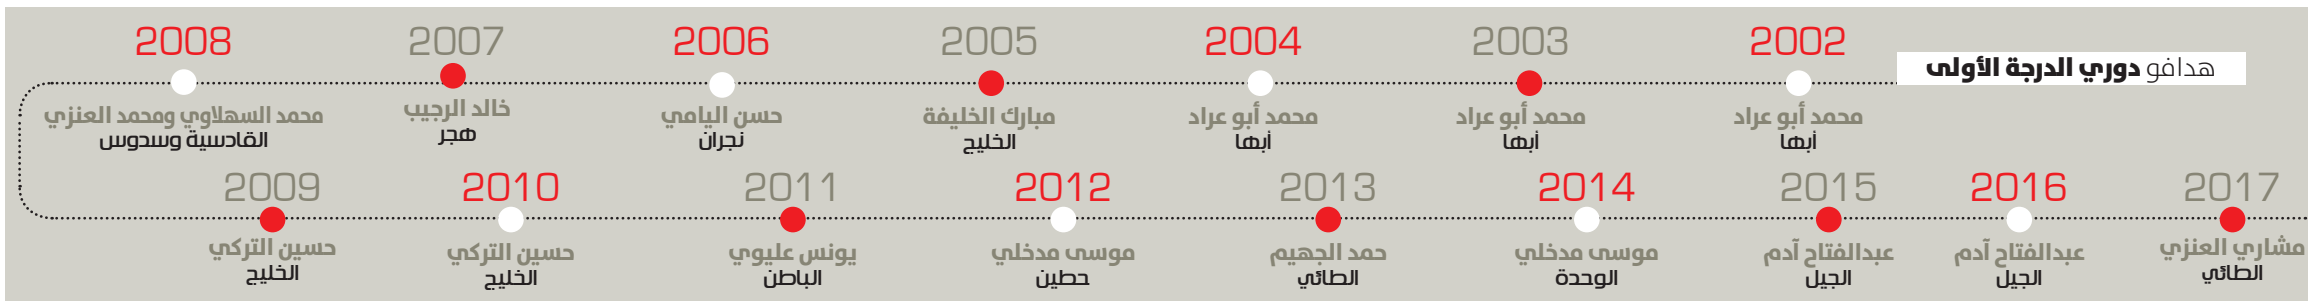 هدافو دوري الدرجة الأولى
2002
محمد أبو عراد
أبها
2003
محمد أبو عراد
أبها
2004
محمد أبو عراد
أبها
2005
مبارك الخليفة
الخليج
2006
حسن اليامي
نجران
2007
خالد الرجيب
هجر
2008
محمد السهلاوي ومحمد العنزي
القادسية وسدوس
2009
حسين التركي
الخليج
2010
حسين التركي
الخليج
2011
يونس عليوي
الباطن
2012
موسى مدخلي
حطين
2013
حمد الجهيم
الطائي
2014
موسى مدخلي
الوحدة
2015
عبدالفتاح آدم
الجيل
2016
عبدالفتاح آدم
الجيل
2017
مشاري العنزي
الطائي